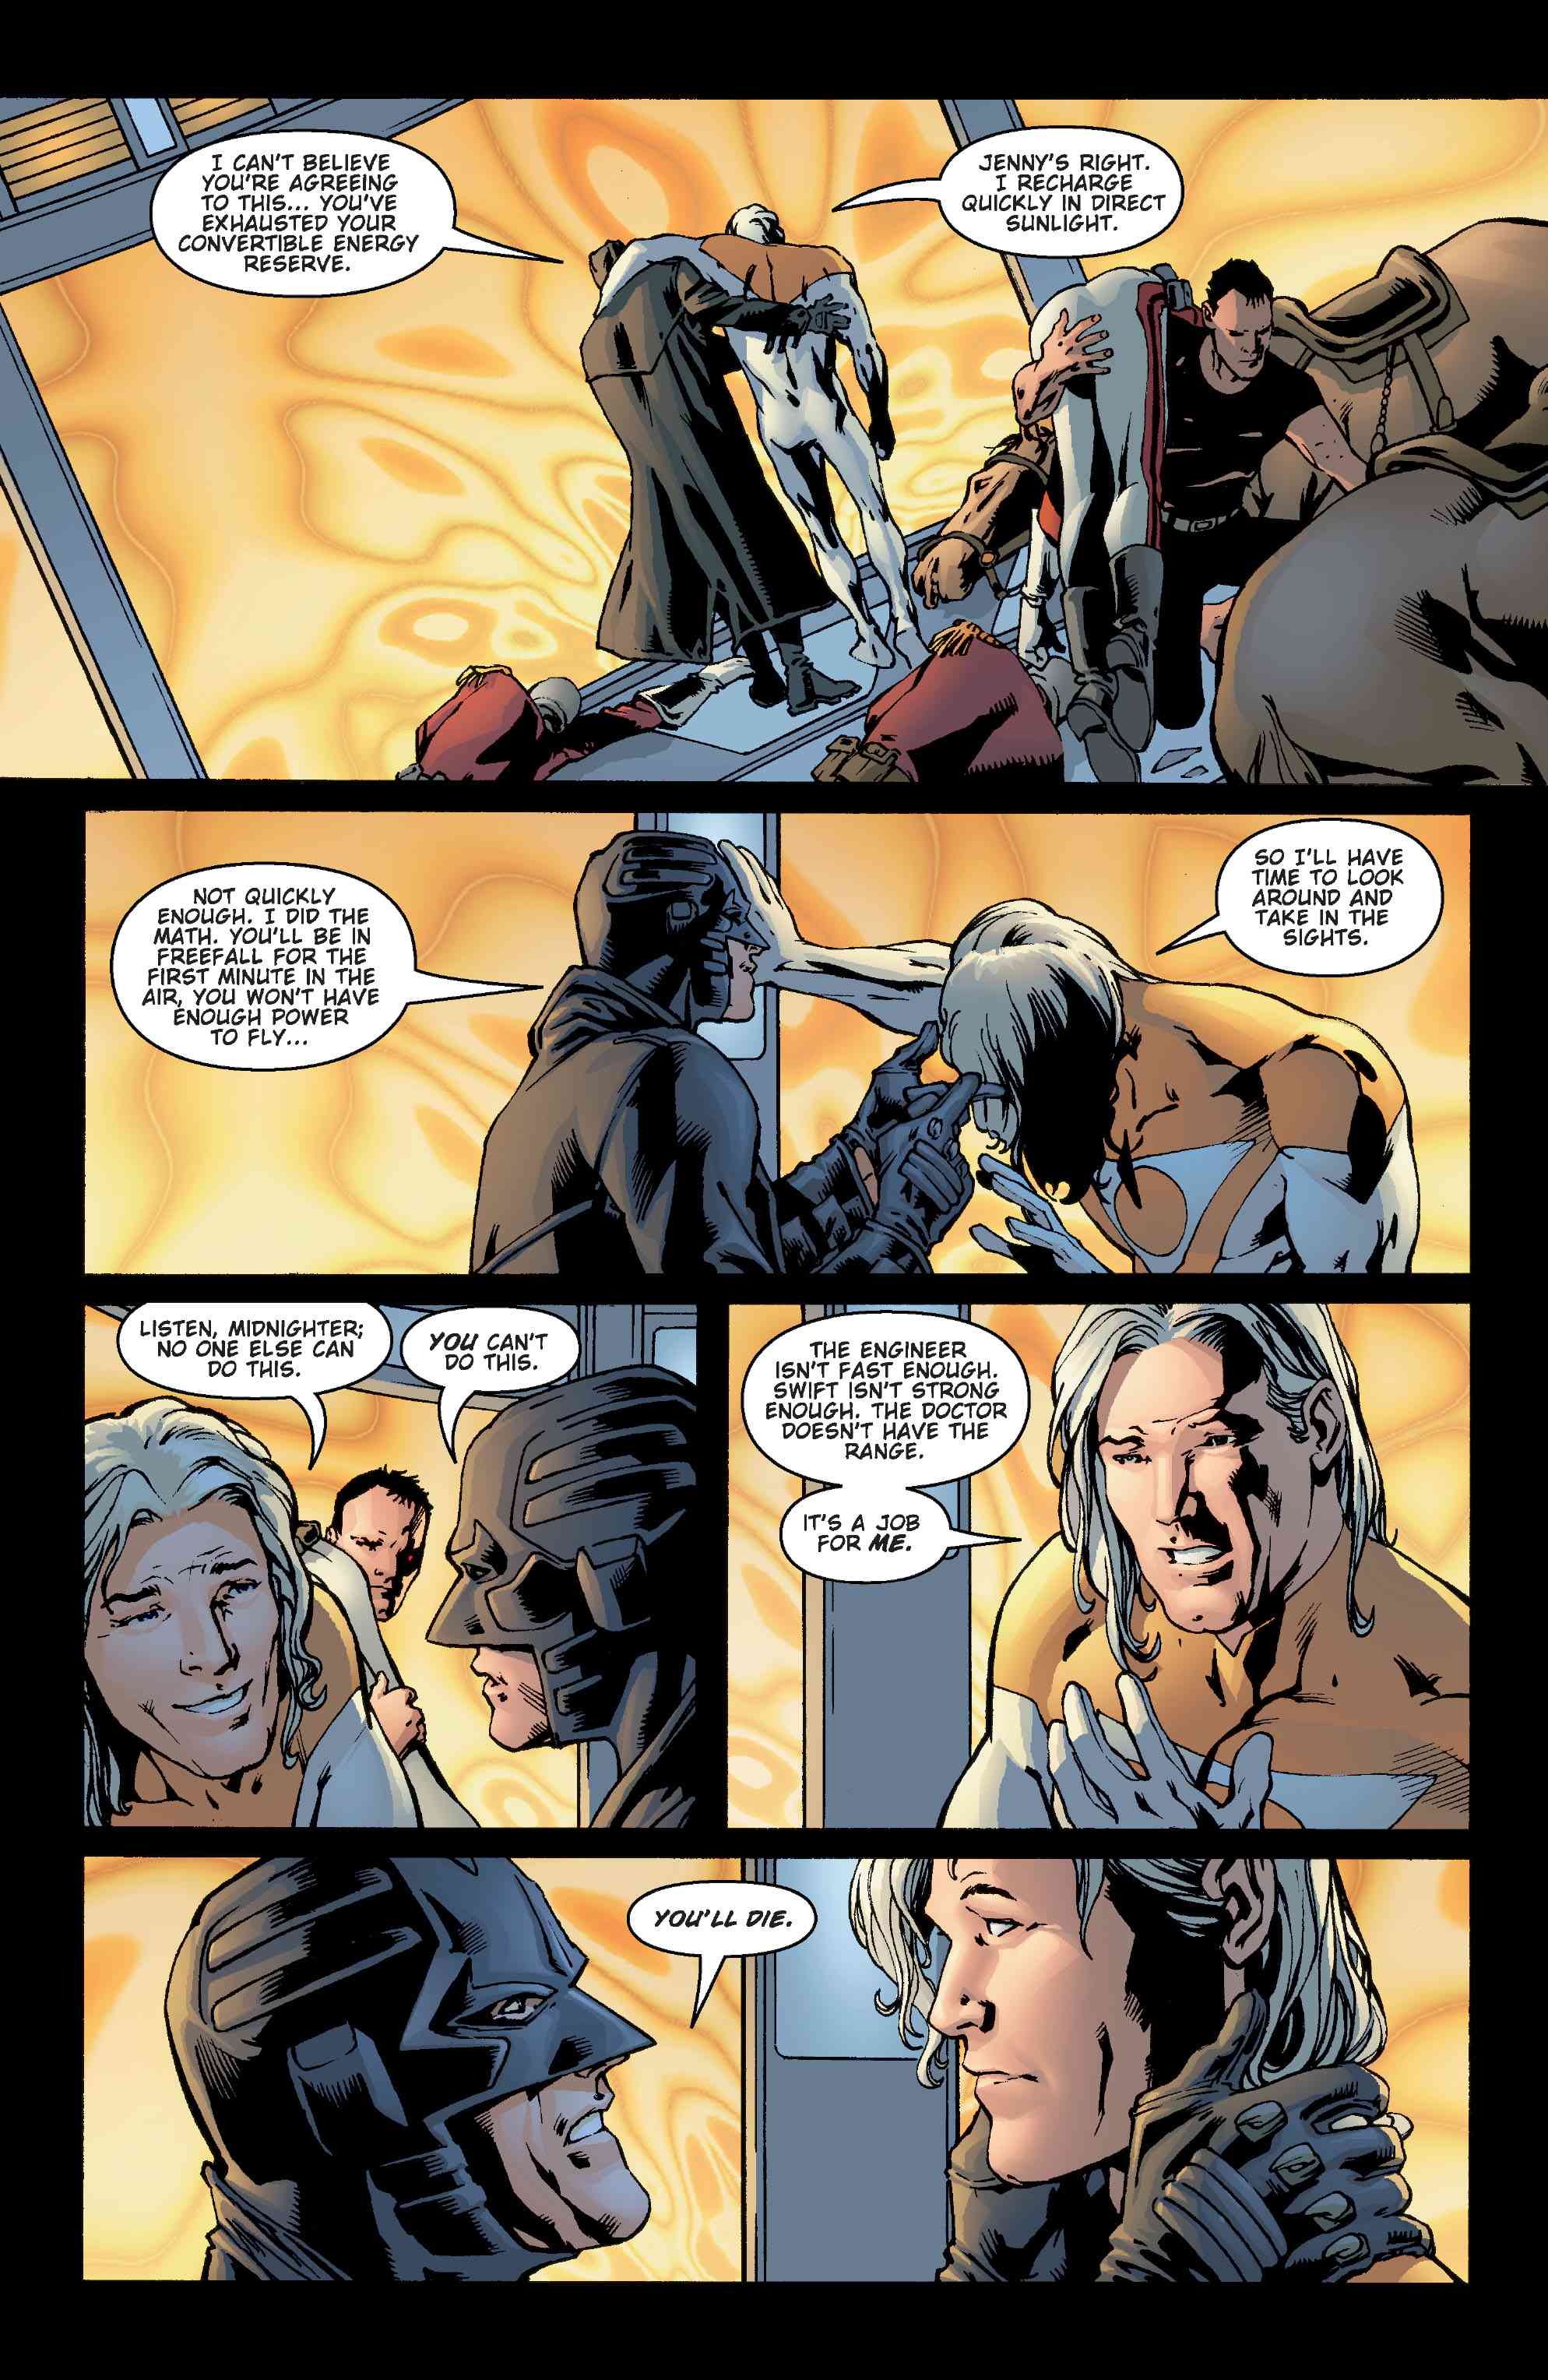 I CAN'T BELIEVE
YOU'RE AGREEING
TO THIS... YOU'VE
EXHAUSTED YOUR
CONVERTIBLE ENERGY
RESERVE.
JENNY'S RIGHT.
I RECHARGE
QUICKLY IN DIRECT
SUNLIGHT.
NOT QUICKLY
ENOUGH. I DID THE
MATH. YOU'LL BE IN
FREEFALL FOR THE
FIRST MINUTE IN THE
AIR, YOU WON'T HAVE
ENOUGH POWER
TO FLY...
SO I'LL HAVE
TIME TO LOOK
AROUND AND
TAKE IN THE
SIGHTS.
LISTEN, MIDNIGHTER;
NO ONE ELSE CAN
DO THIS.
YOU CAN'T
DO THIS.
THE ENGINEER
ISN'T FAST ENOUGH.
SWIFT ISN'T STRONG
ENOUGH. THE DOCTOR
DOESN'T HAVE THE
RANGE.
IT'S A JOB
FOR ME.
YOU'LL DIE.